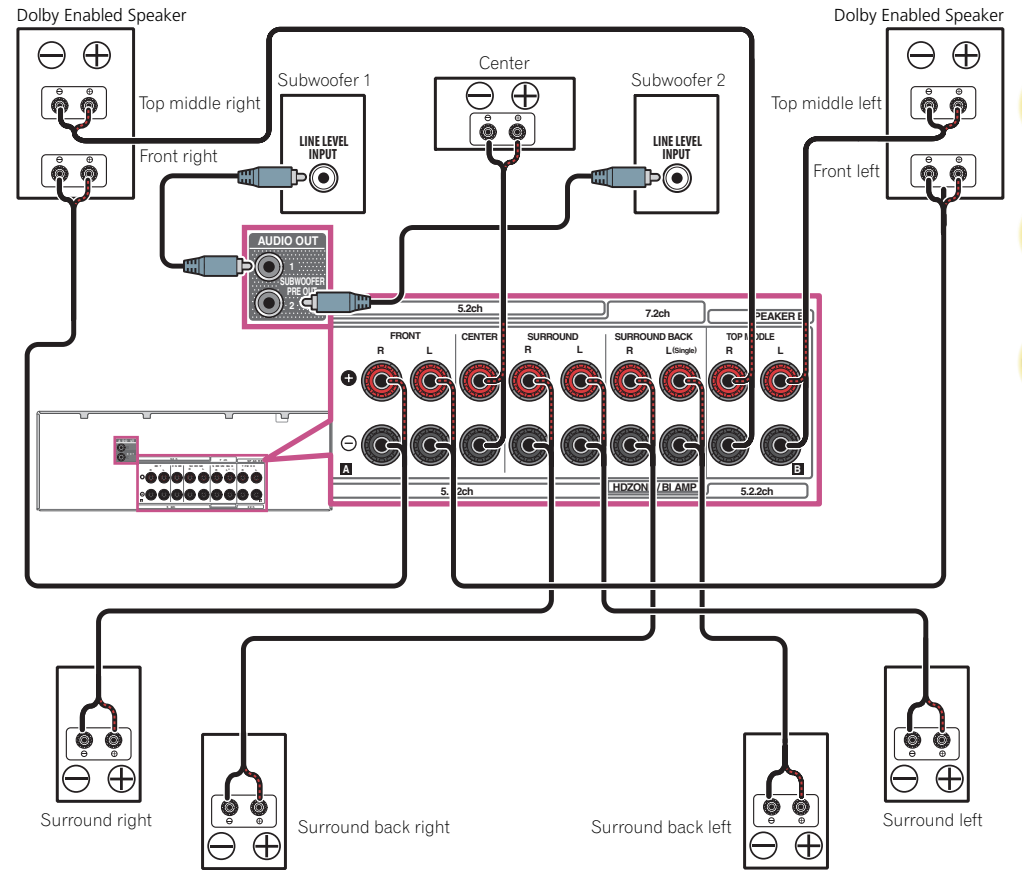 Dolby Enabled Speaker
Dolby Enabled Speaker
Center
Subwoofer 1
Subwoofer 2
Top middle right
Top middle left
LINE LEVEL
INPUT
LINE LEVEL
INPUT
Front right
Front left
AUDIO OUT
1
SUBWOOFER
PRE OUT
2
5.2ch
7.2ch
FRONT
CENTER
SURROUND
SURROUND BACK
R
L
R
L
R
L (Single)
R
L
A
B
5.2.2ch
Surround right
Surround left
Surround back right
Surround back left